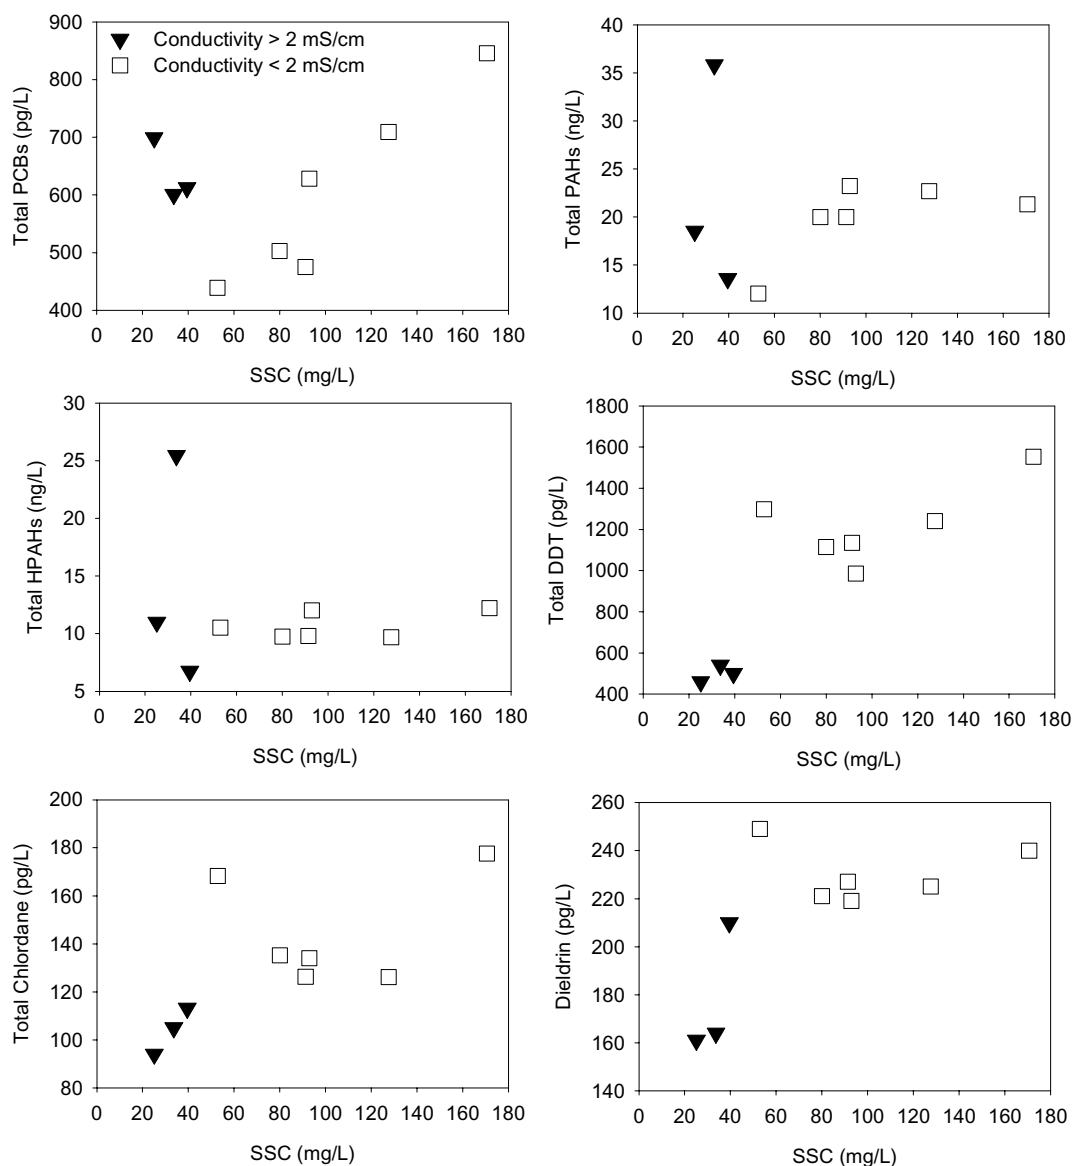 900
800
700
600
500
400
Total PCBs (pg/L)
Conductivity > 2 mS/cm
Conductivity < 2 mS/cm
0 20 40 60 80 100 120 140 160 180
SSC (mg/L)
40
35
30
25
20
15
10
Total PAHs (ng/L)
0 20 40 60 80 100 120 140 160 180
SSC (mg/L)
30
25
20
15
10
5
Total HPAHs (ng/L)
0 20 40 60 80 100 120 140 160 180
SSC (mg/L)
1800
1600
1400
1200
1000
800
600
400
Total DDT (pg/L)
0 20 40 60 80 100 120 140 160 180
SSC (mg/L)
200
180
160
140
120
100
80
Total Chlordane (pg/L)
0 20 40 60 80 100 120 140 160 180
SSC (mg/L)
260
240
220
200
180
160
140
Dieldrin (pg/L)
0 20 40 60 80 100 120 140 160 180
SSC (mg/L)